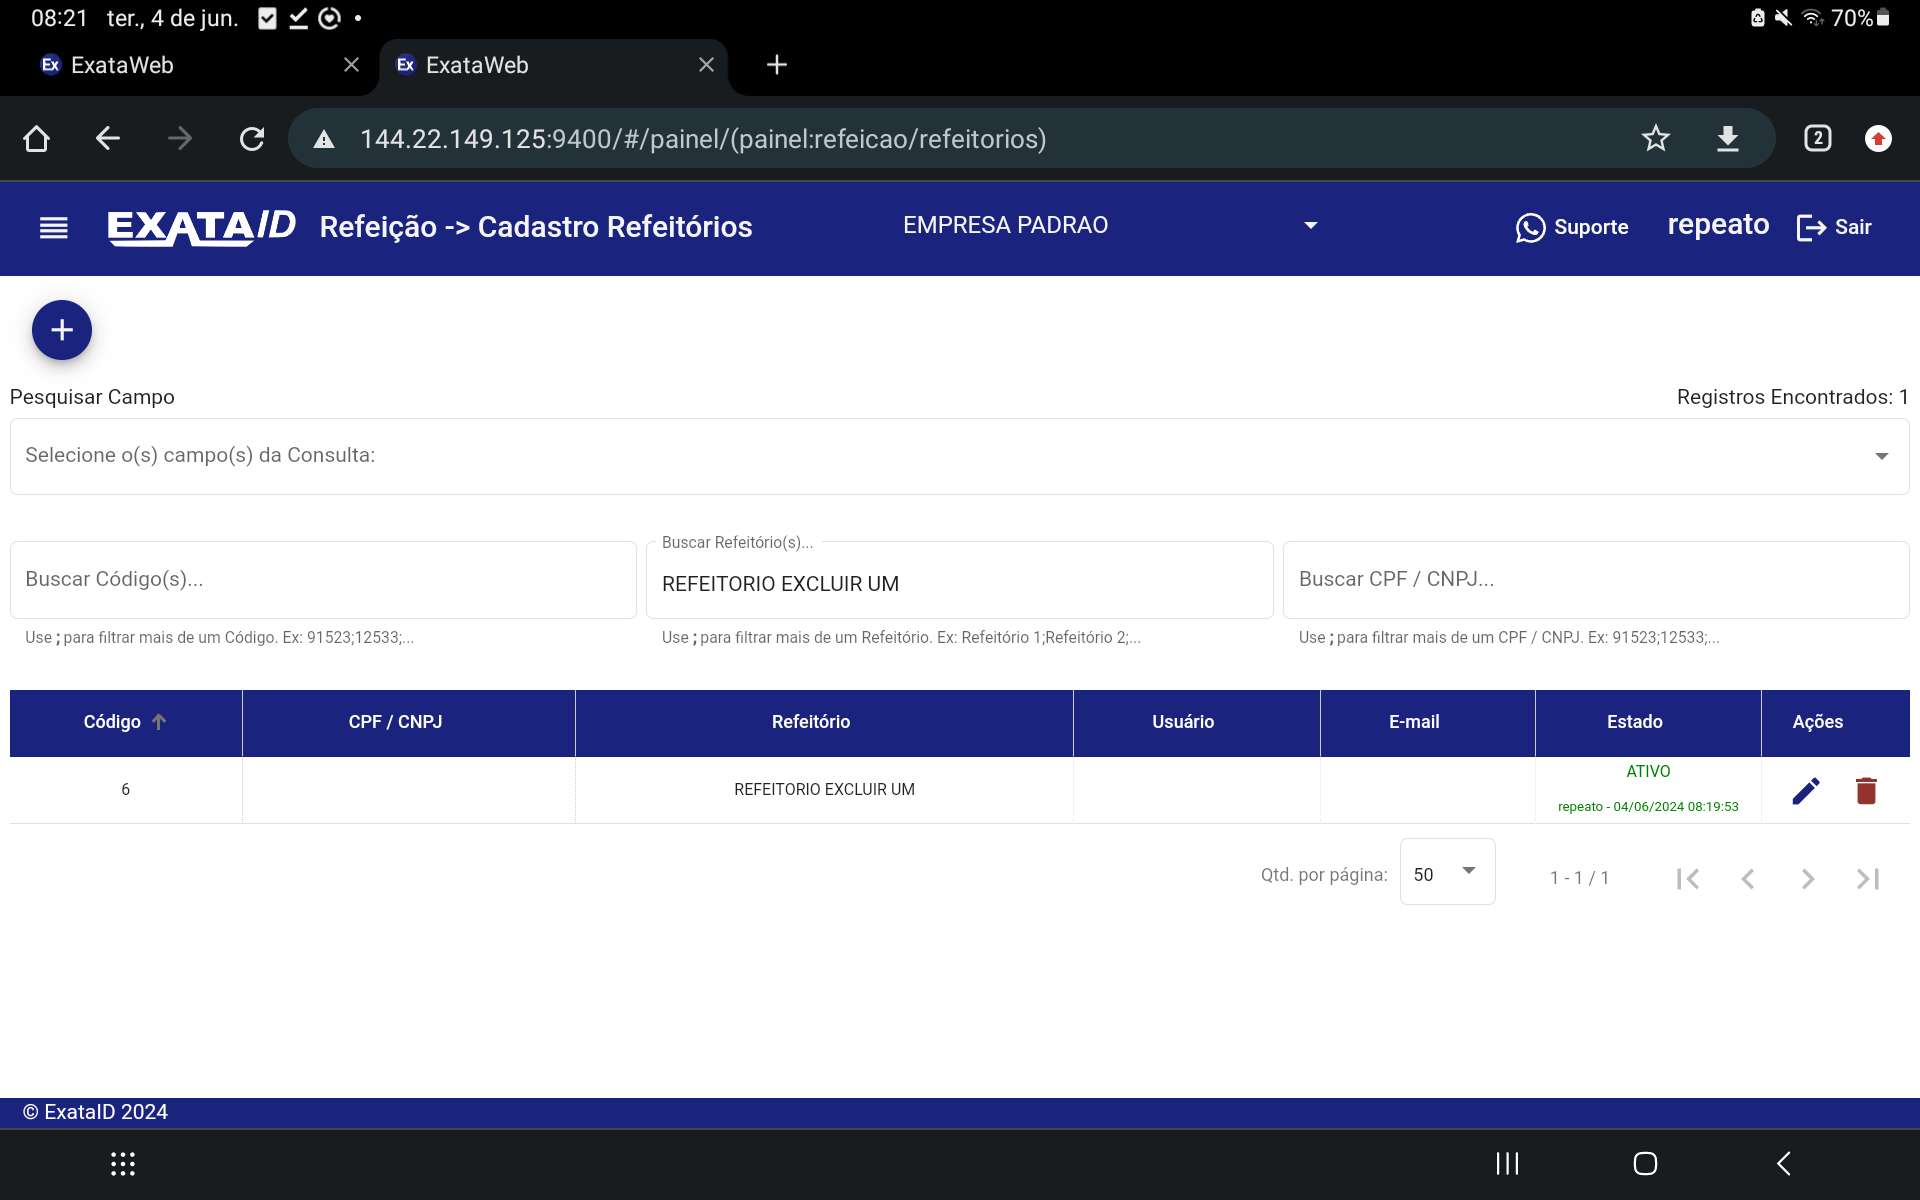 08:21 ter., 4 de jun. 70%
Ex ExataWeb Ex ExataWeb
144.22.149.125:9400/#/painel/(painel:refeicao/refeitorios) 2
EXATAID Refeição -> Cadastro Refeitórios EMPRESA PADRAO Suporte repeato Sair
Pesquisar Campo Registros Encontrados: 1
Selecione o(s) campo(s) da Consulta:
Buscar Refeitório(s)...
Buscar Código(s)... REFEITORIO EXCLUIR UM Buscar CPF / CNPJ...
Use ; para filtrar mais de um Código. Ex: 91523;12533;... Use ; para filtrar mais de um Refeitório. Ex: Refeitório 1;Refeitório 2;... Use ; para filtrar mais de um CPF / CNPJ. Ex: 91523;12533;...
Código CPF / CNPJ Refeitório Usuário E-mail Estado Ações
6 REFEITORIO EXCLUIR UM ATIVO
repeato - 04/06/2024 08:19:53
Qtd. por página: 50 1 - 1 / 1
© ExataID 2024